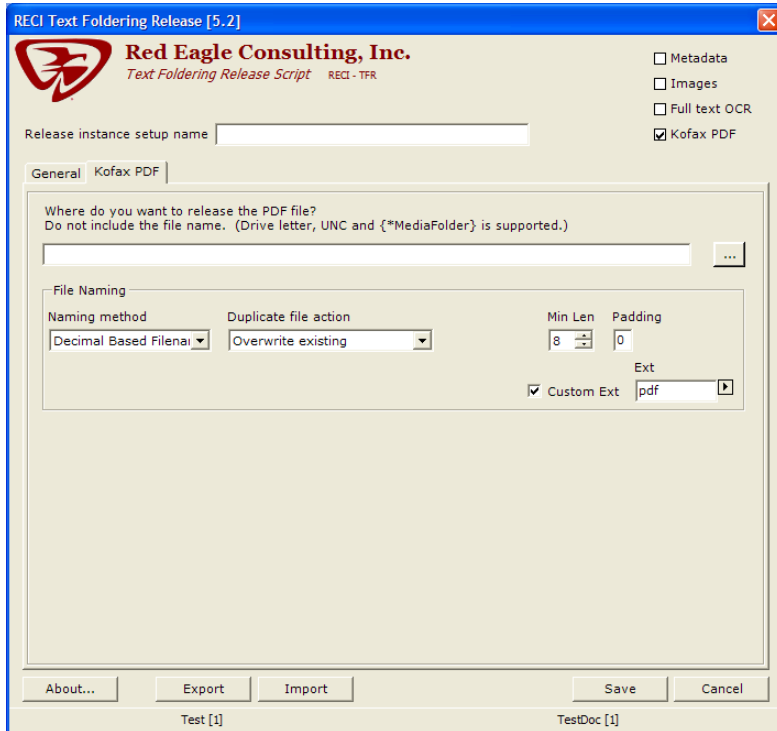 RECI Text Foldering Release [5.2]
Red Eagle Consulting, Inc.
Text Foldering Release Script RECI - TFR
Metadata
Images
Full text OCR
Kofax PDF
Release instance setup name
General Kofax PDF
Where do you want to release the PDF file?
Do not include the file name. (Drive letter, UNC and {*MediaFolder} is supported.)
...
File Naming
Naming method Duplicate file action Min Len Padding
Decimal Based Filenar Overwrite existing 8 0
Ext
Custom Ext pdf
About... Export Import Save Cancel
Test [1] TestDoc [1]